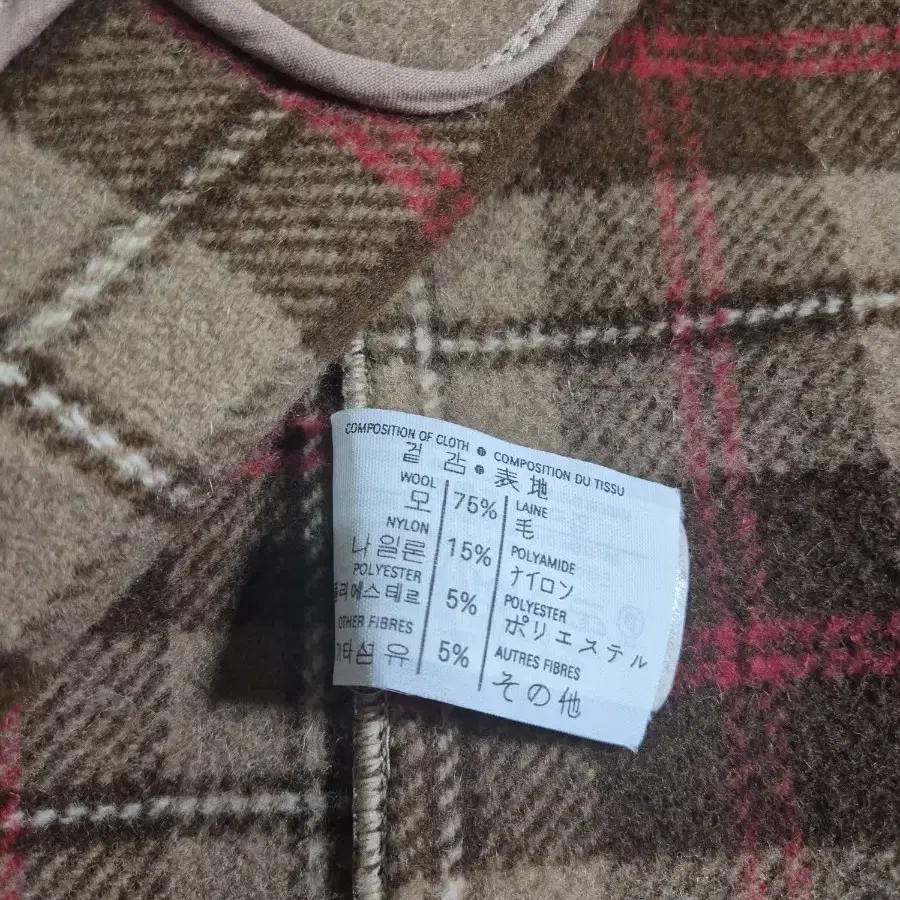 COMPOSITION OF CLOTH • COMPOSITION DU TISSU
겉 감 • 表地
WOOL LAINE
모 75% 毛
NYLON POLYAMIDE
나일론 15% ナイロン
POLYESTER POLYESTER
폴리에스테르 5% ポリエステル
OTHER FIBRES AUTRES FIBRES
기타섬유 5% その他